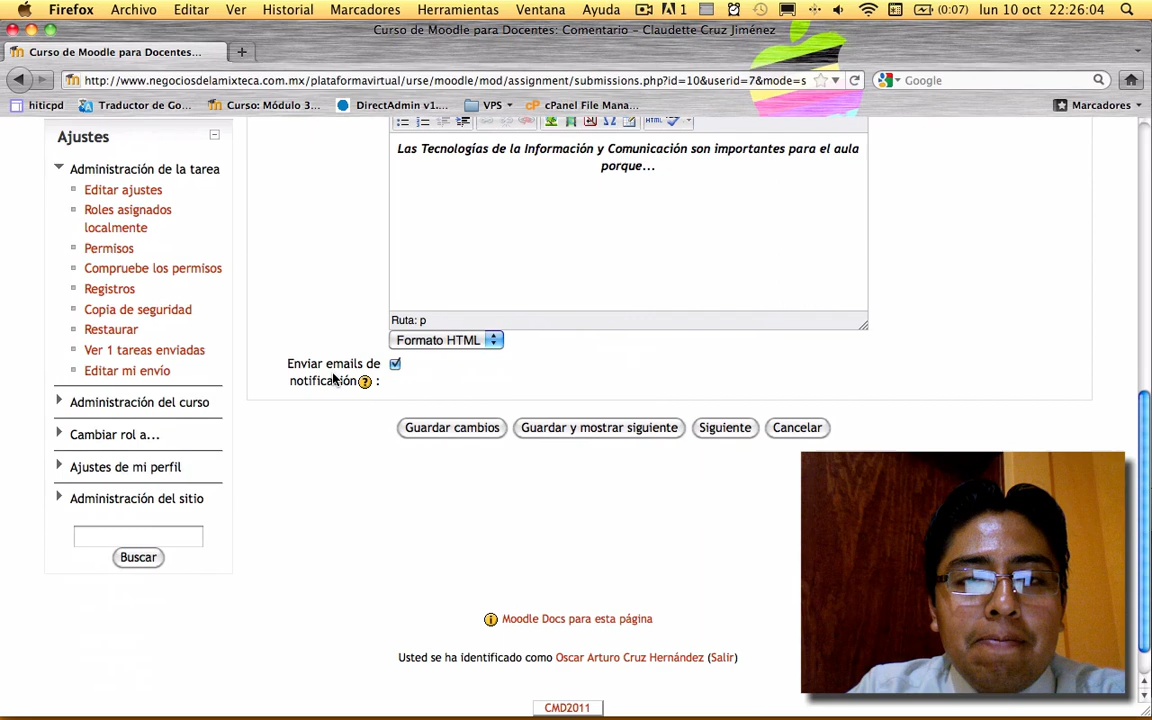 Firefox Archivo Editar Ver Historial Marcadores Herramientas Ventana Ayuda 1 (0:07) lun 10 oct 22:26:04
Curso de Moodle para Docentes: Comentario – Claudette Cruz Jiménez
Curso de Moodle para Docentes...
http://www.negociosdelamixteca.com.mx/plataformavirtual/urse/moodle/mod/assignment/submissions.php?id=10&userid=7&mode=s Google
hiticpd Traductor de Go... Curso: Módulo 3... DirectAdmin v1.... VPS cPanel File Mana... Marcadores
Ajustes
Administración de la tarea
Editar ajustes
Roles asignados
localmente
Permisos
Compruebe los permisos
Registros
Copia de seguridad
Restaurar
Ver 1 tareas enviadas
Editar mi envío
Administración del curso
Cambiar rol a...
Ajustes de mi perfil
Administración del sitio
Buscar
HTML
Las Tecnologías de la Información y Comunicación son importantes para el aula
porque...
Ruta: p
Formato HTML
Enviar emails de
notificación ? :
Guardar cambios Guardar y mostrar siguiente Siguiente Cancelar
Moodle Docs para esta página
Usted se ha identificado como Oscar Arturo Cruz Hernández (Salir)
CMD2011